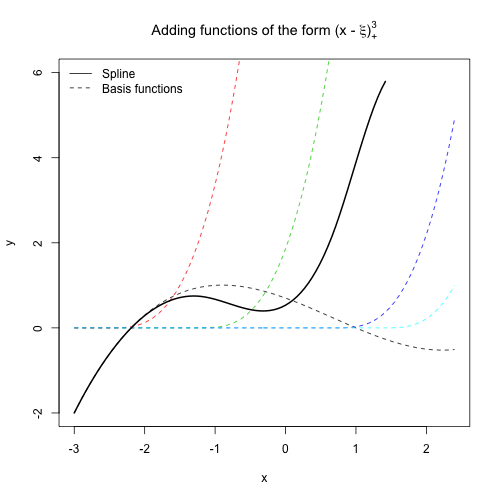 Adding functions of the form (x - ξ)³₊
Spline
Basis functions
y
6
4
2
0
-2
-3 -2 -1 0 1 2
x